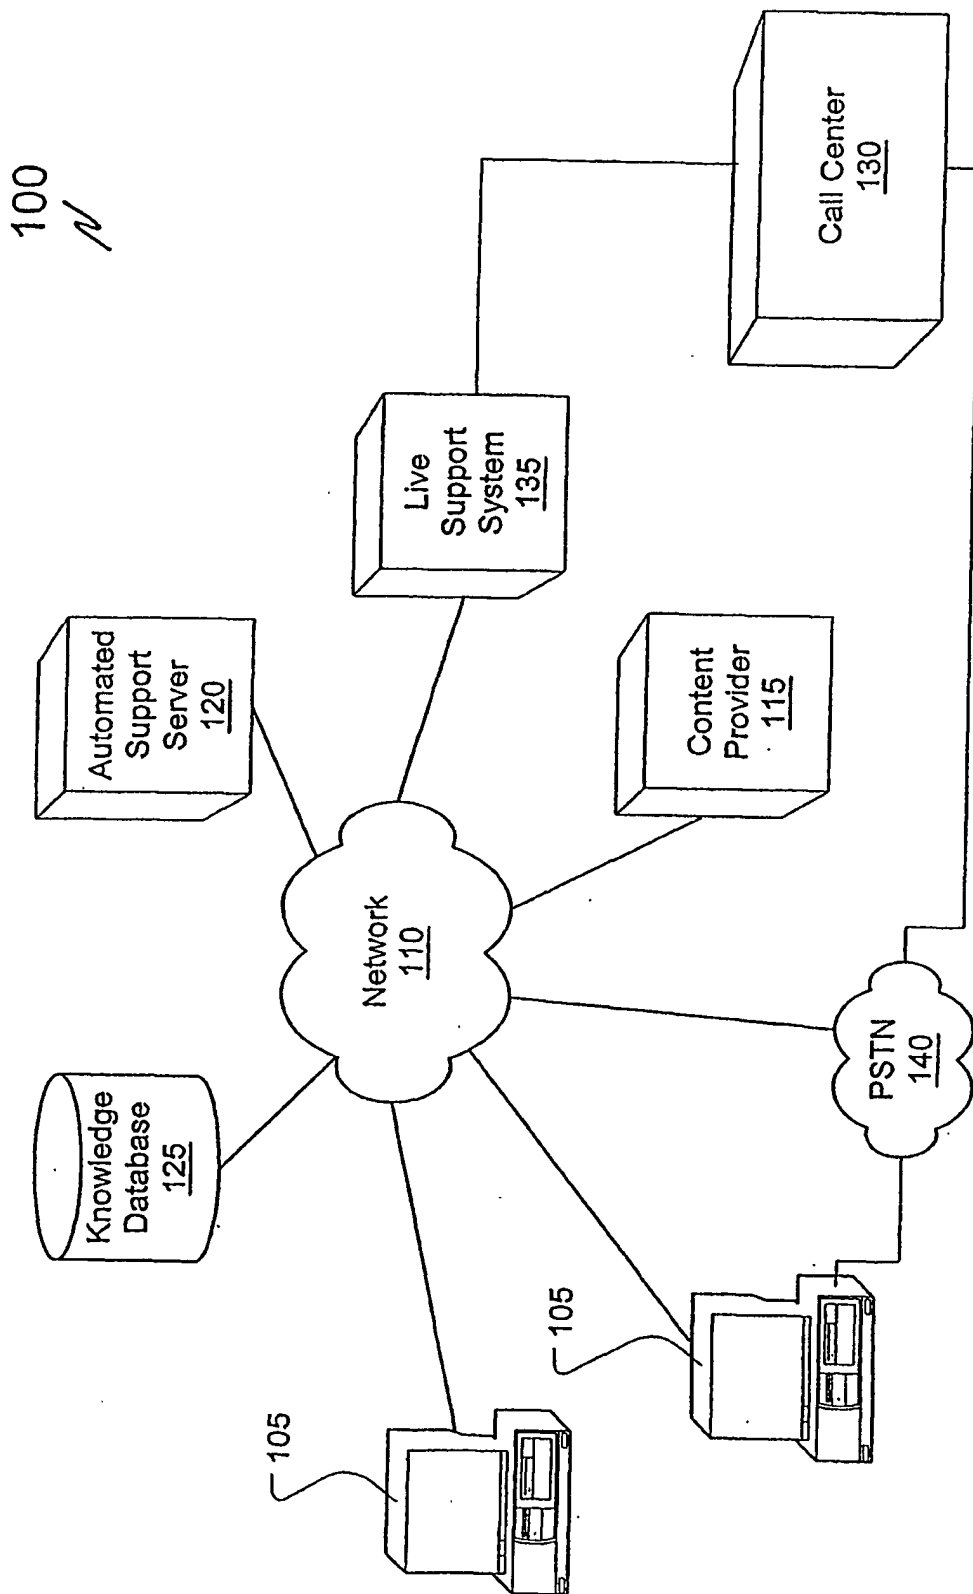 100
Knowledge
Database
125
Automated
Support
Server
120
Network
110
Live
Support
System
135
105
105
Content
Provider
115
PSTN
140
Call Center
130